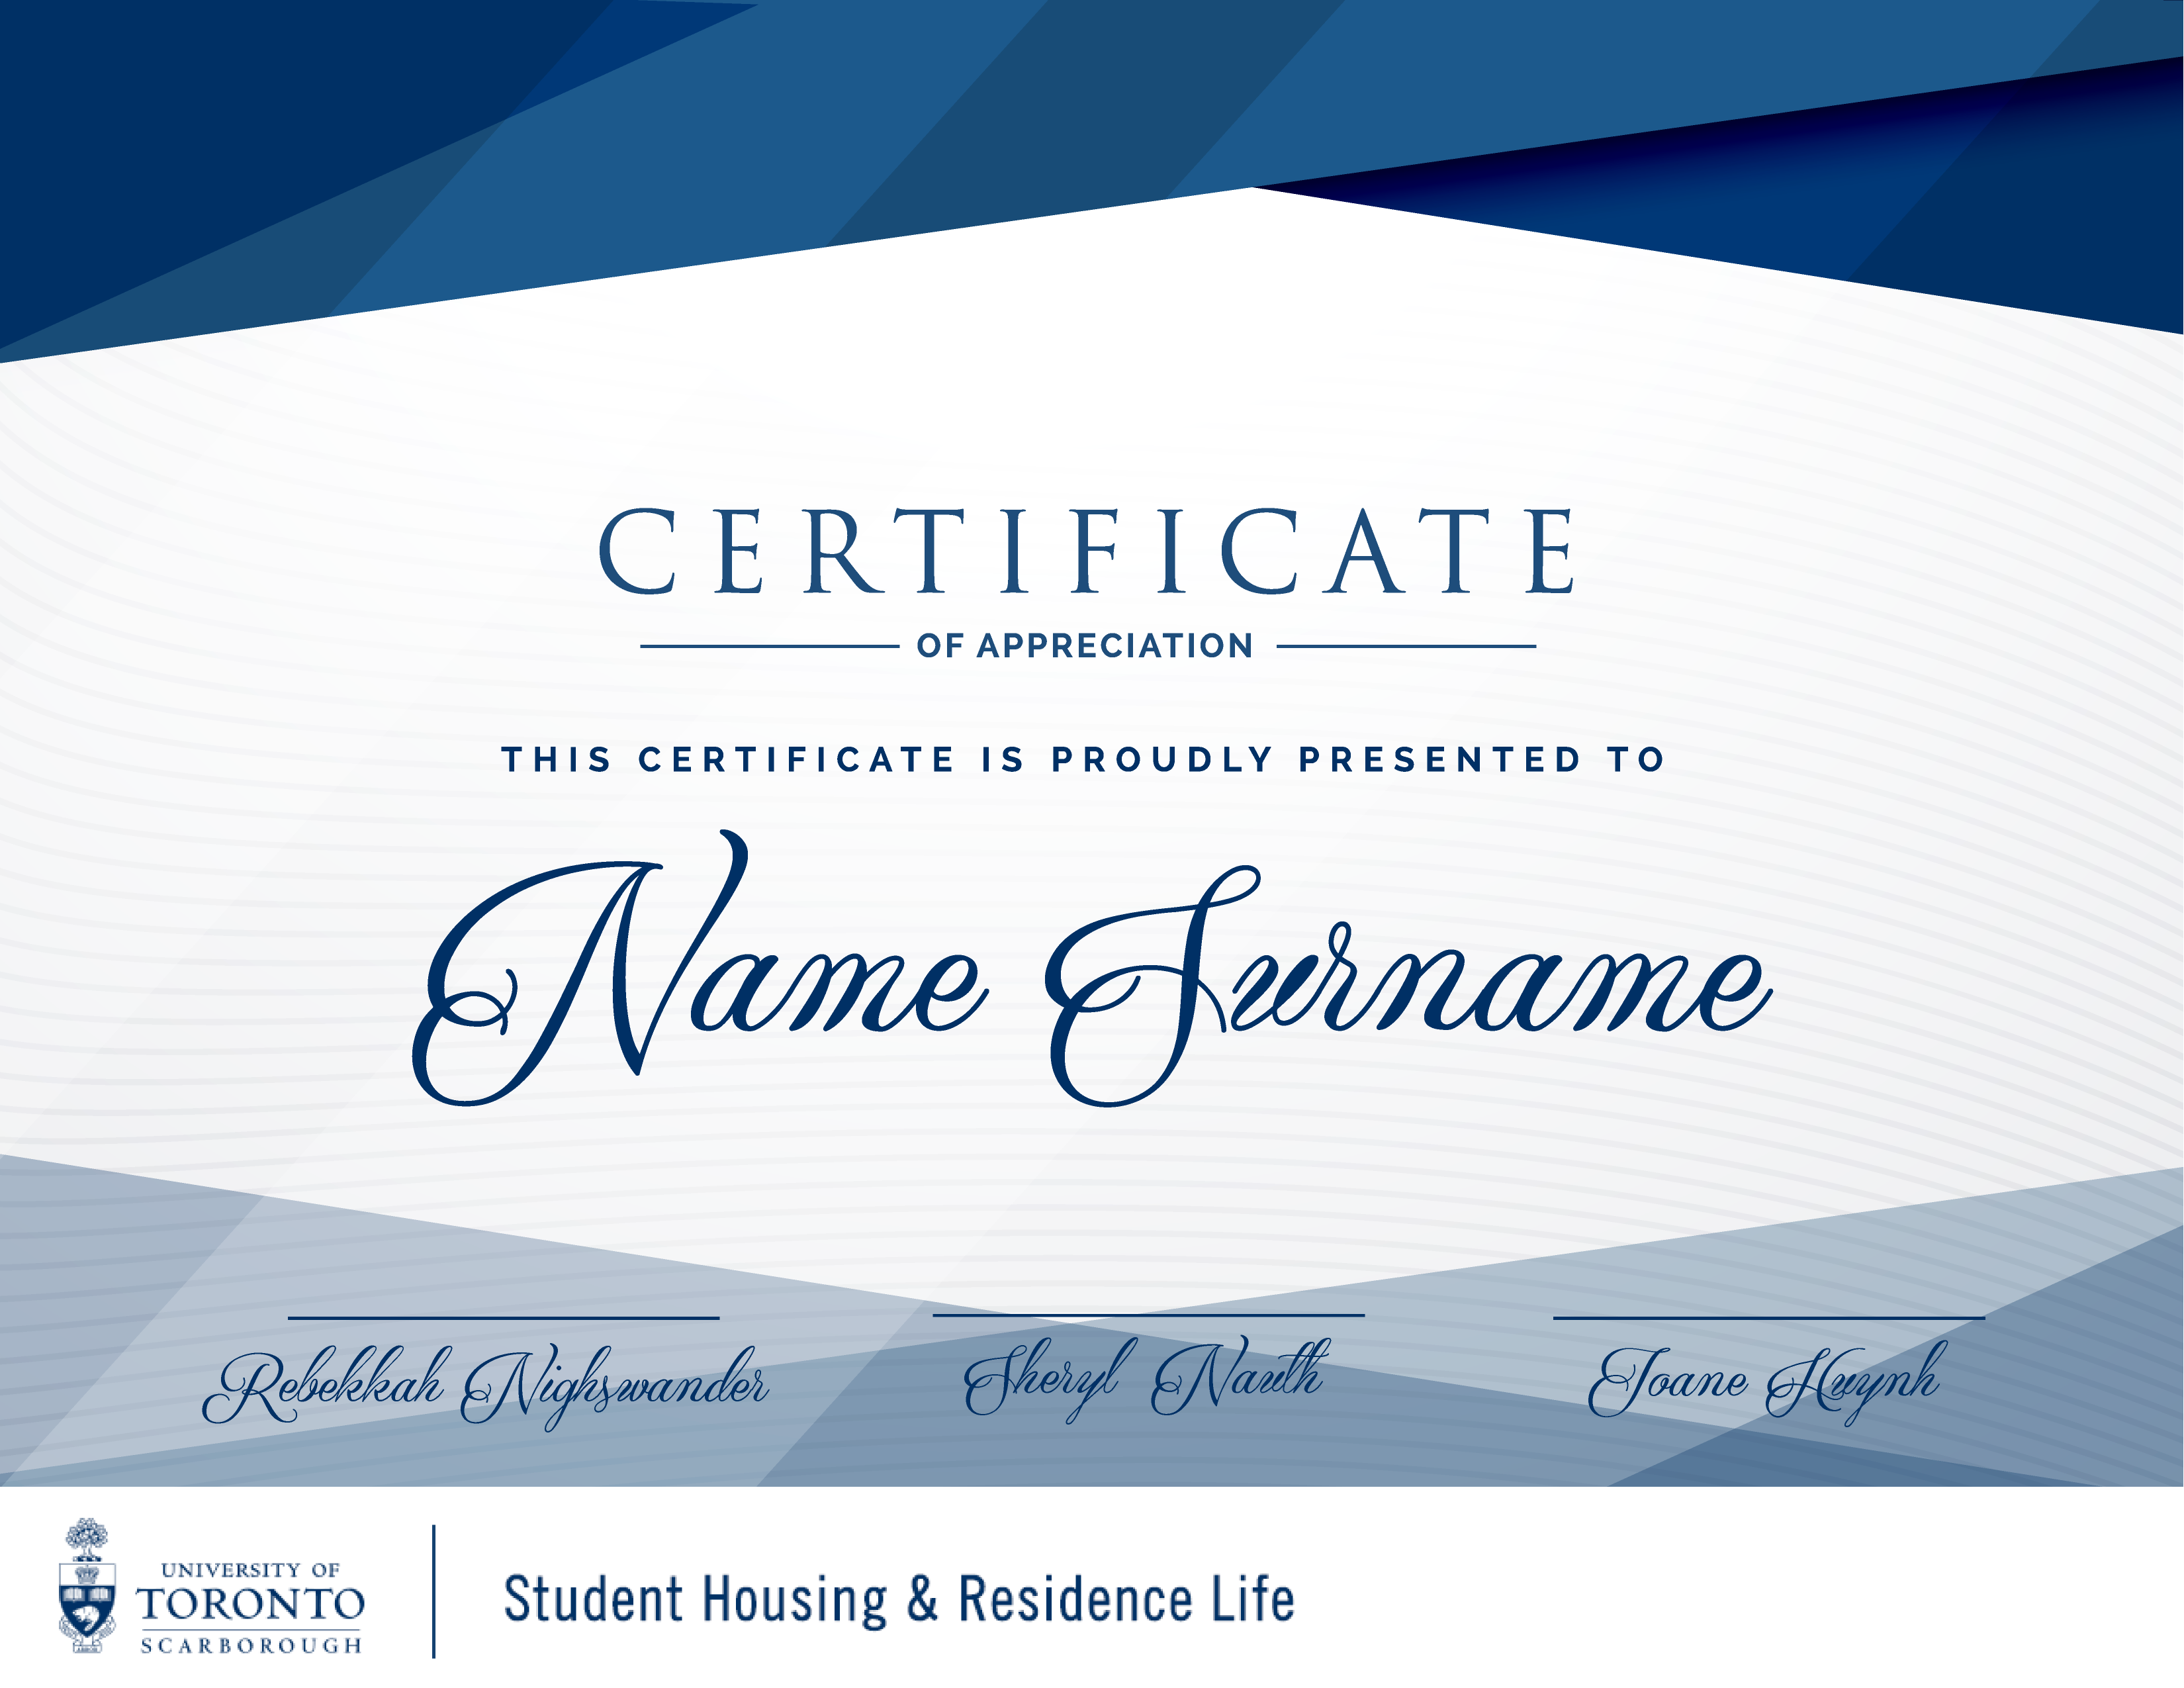 CERTIFICATE
OF APPRECIATION
THIS CERTIFICATE IS PROUDLY PRESENTED TO
Name Surname
Rebekkah Nighswander
Sheryl Nauth
Joane Huynh
UNIVERSITY OF
TORONTO
SCARBOROUGH
Student Housing & Residence Life